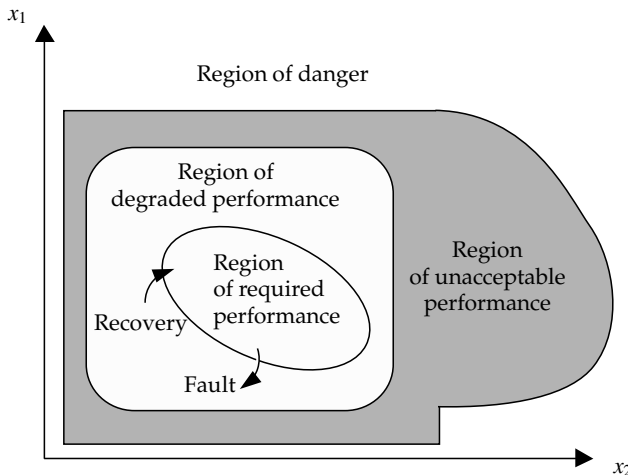 x1
Region of danger
Region of
degraded performance
Region
of required
performance
Region
of unacceptable
performance
Recovery
Fault
x2